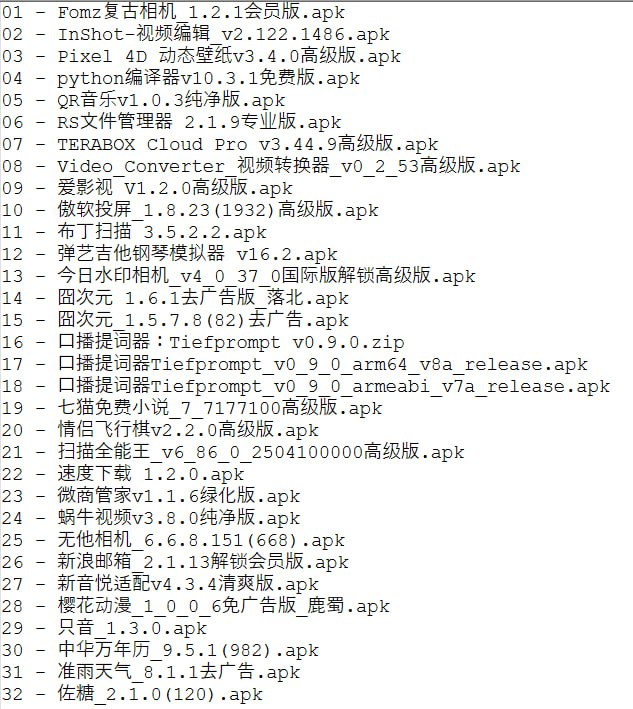 01 - Fomz复古相机_1.2.1会员版.apk
02 - InShot-视频编辑_v2.122.1486.apk
03 - Pixel 4D 动态壁纸v3.4.0高级版.apk
04 - python编译器v10.3.1免费版.apk
05 - QR音乐v1.0.3纯净版.apk
06 - RS文件管理器 2.1.9专业版.apk
07 - TERABOX Cloud Pro v3.44.9高级版.apk
08 - Video_Converter_视频转换器_v0_2_53高级版.apk
09 - 爱影视 V1.2.0高级版.apk
10 - 傲软投屏_1.8.23(1932)高级版.apk
11 - 布丁扫描 3.5.2.2.apk
12 - 弹艺吉他钢琴模拟器 v16.2.apk
13 - 今日水印相机_v4_0_37_0国际版解锁高级版.apk
14 - 囧次元 1.6.1去广告版_落北.apk
15 - 囧次元_1.5.7.8(82)去广告.apk
16 - 口播提词器：Tiefprompt v0.9.0.zip
17 - 口播提词器Tiefprompt_v0_9_0_arm64_v8a_release.apk
18 - 口播提词器Tiefprompt_v0_9_0_armeabi_v7a_release.apk
19 - 七猫免费小说_7_7177100高级版.apk
20 - 情侣飞行棋v2.2.0高级版.apk
21 - 扫描全能王_v6_86_0_2504100000高级版.apk
22 - 速度下载 1.2.0.apk
23 - 微商管家v1.1.6绿化版.apk
24 - 蜗牛视频v3.8.0纯净版.apk
25 - 无他相机_6.6.8.151(668).apk
26 - 新浪邮箱_2.1.13解锁会员版.apk
27 - 新音悦适配v4.3.4清爽版.apk
28 - 樱花动漫_1_0_0_6免广告版_鹿蜀.apk
29 - 只音_1.3.0.apk
30 - 中华万年历_9.5.1(982).apk
31 - 准雨天气_8.1.1去广告.apk
32 - 佐糖_2.1.0(120).apk